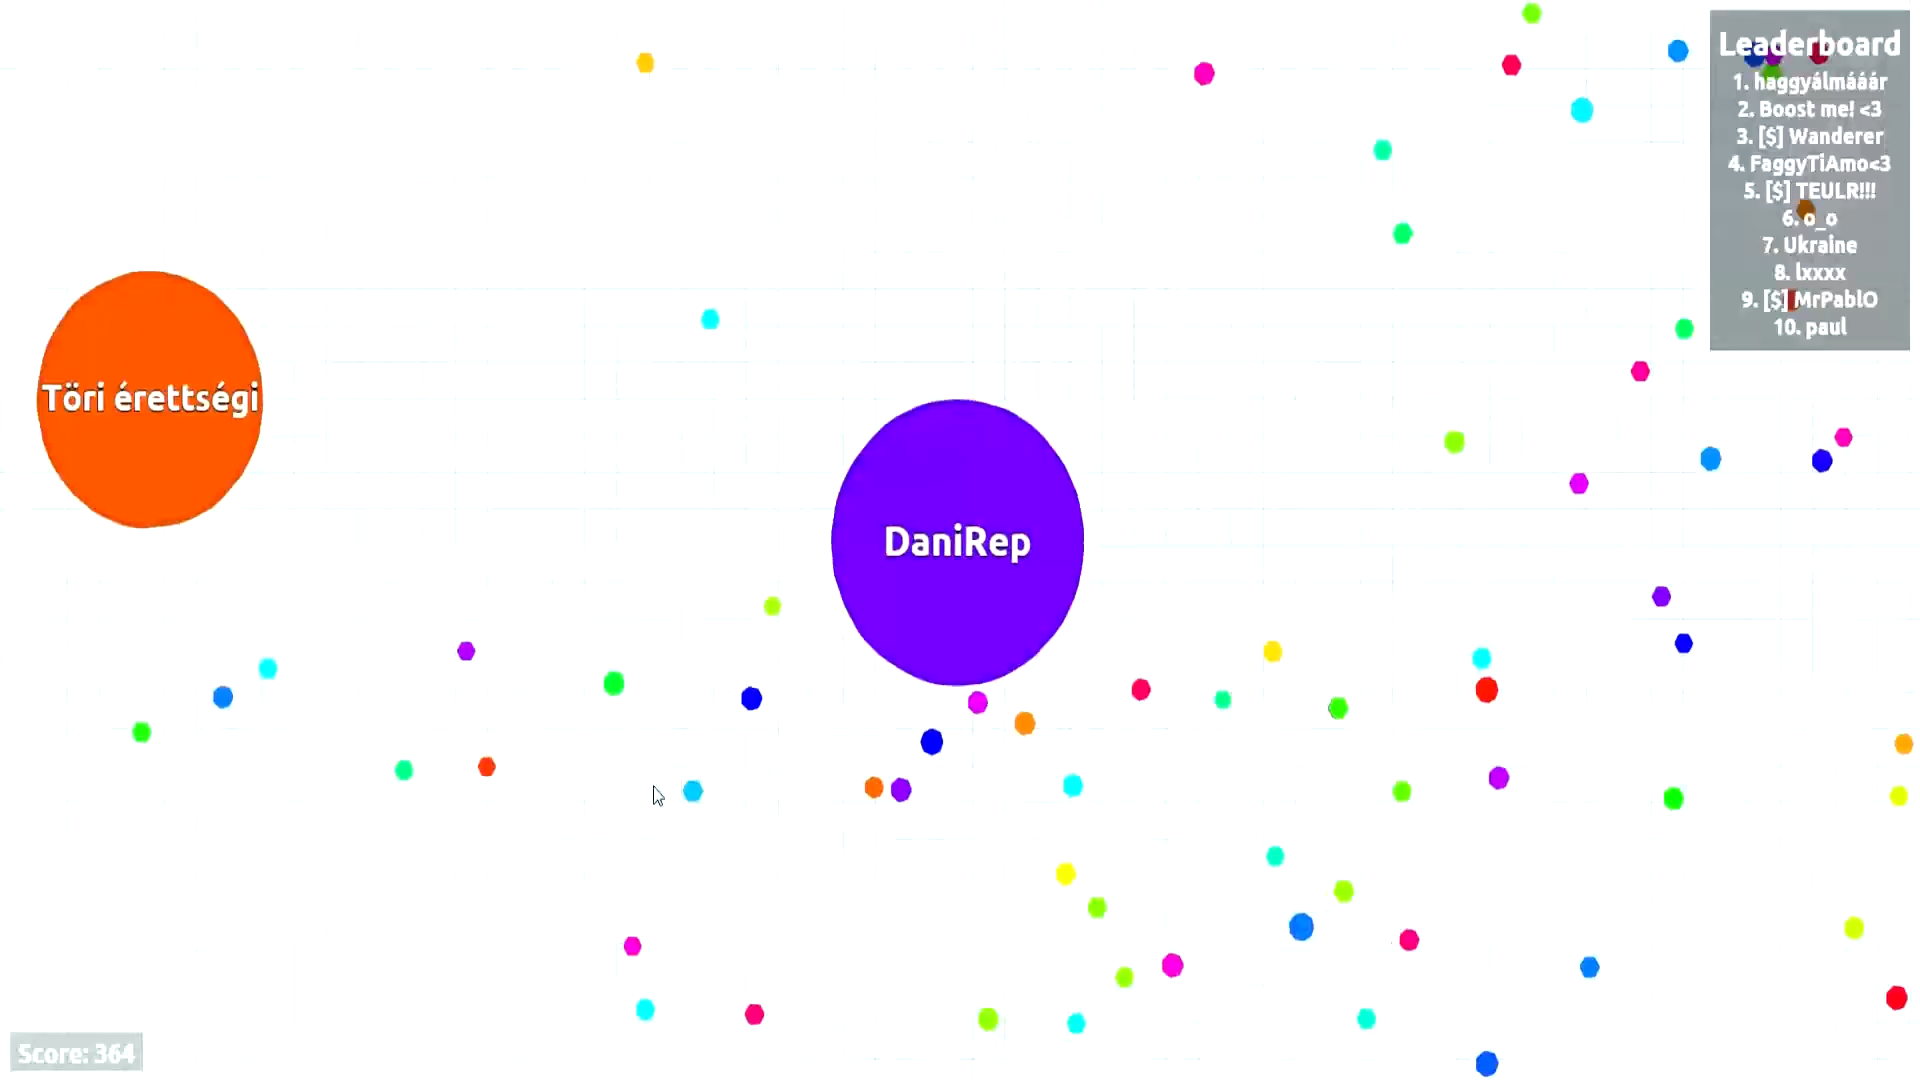 Leaderboard
1. haggyálmááár
2. Boost me! <3
3. [$] Wanderer
4. FaggyTiAmo<3
5. [$] TEULR!!!
6. o_o
7. Ukraine
8. lxxxx
9. [$] MrPablO
10. paul
Töri érettségi
DaniRep
Score: 364